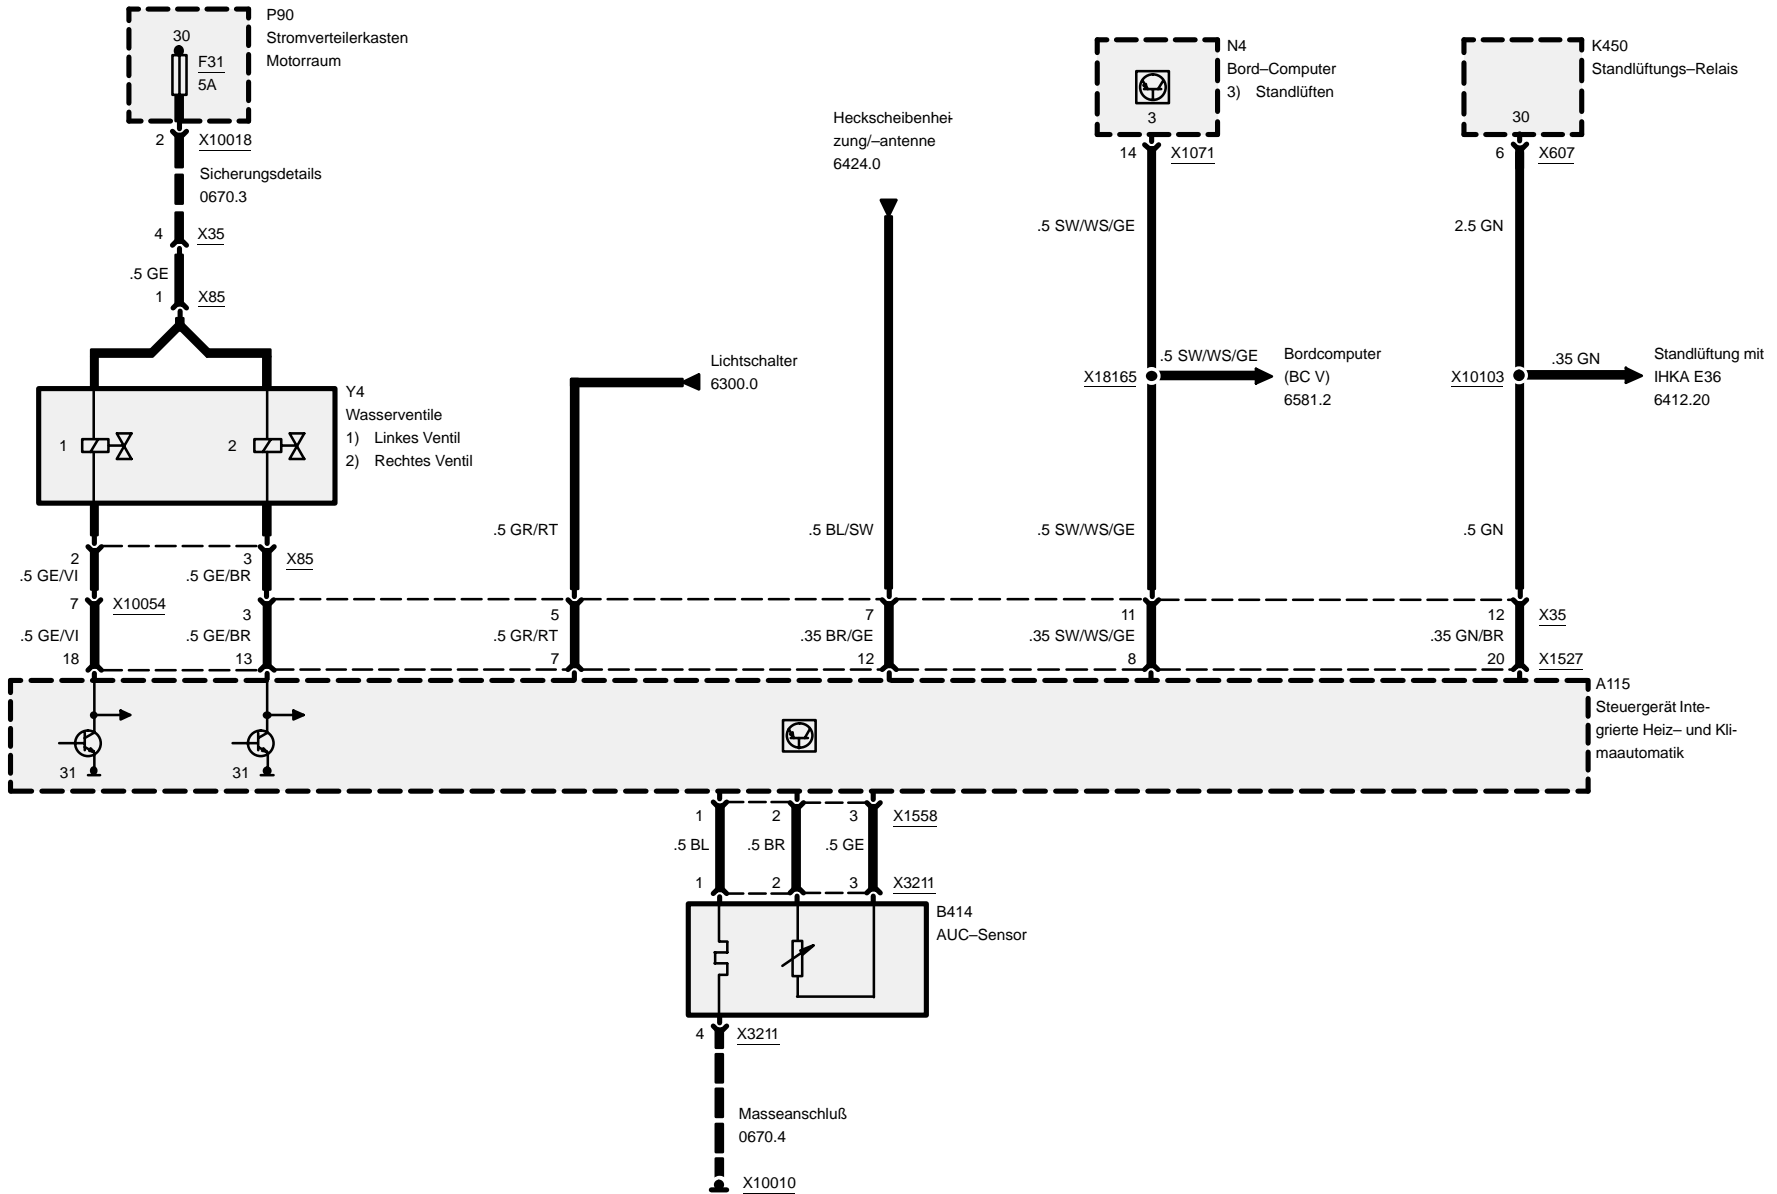 P90
Stromverteilerkasten
Motorraum
30
F31
5A
2 X10018
Sicherungsdetails
0670.3
4 X35
.5 GE
1 X85
N4
Bord–Computer
3) Standlüften
3
14 X1071
K450
Standlüftungs–Relais
30
6 X607
Heckscheibenhei-
zung/–antenne
6424.0
.5 SW/WS/GE
2.5 GN
Lichtschalter
6300.0
.5 SW/WS/GE
X18165
Bordcomputer
(BC V)
6581.2
.35 GN
X10103
Standlüftung mit
IHKA E36
6412.20
Y4
Wasserventile
1) Linkes Ventil
2) Rechtes Ventil
1
2
.5 GR/RT
.5 BL/SW
.5 SW/WS/GE
.5 GN
2 3 X85
.5 GE/VI .5 GE/BR
7 X10054 3 5 7 11 12 X35
.5 GE/VI .5 GE/BR .5 GR/RT .35 BR/GE .35 SW/WS/GE .35 GN/BR
18 13 7 12 8 20 X1527
A115
Steuergerät Inte-
grierte Heiz– und Kli-
maautomatik
31 31
1 2 3 X1558
.5 BL .5 BR .5 GE
1 2 3 X3211
B414
AUC–Sensor
4 X3211
Masseanschluß
0670.4
X10010